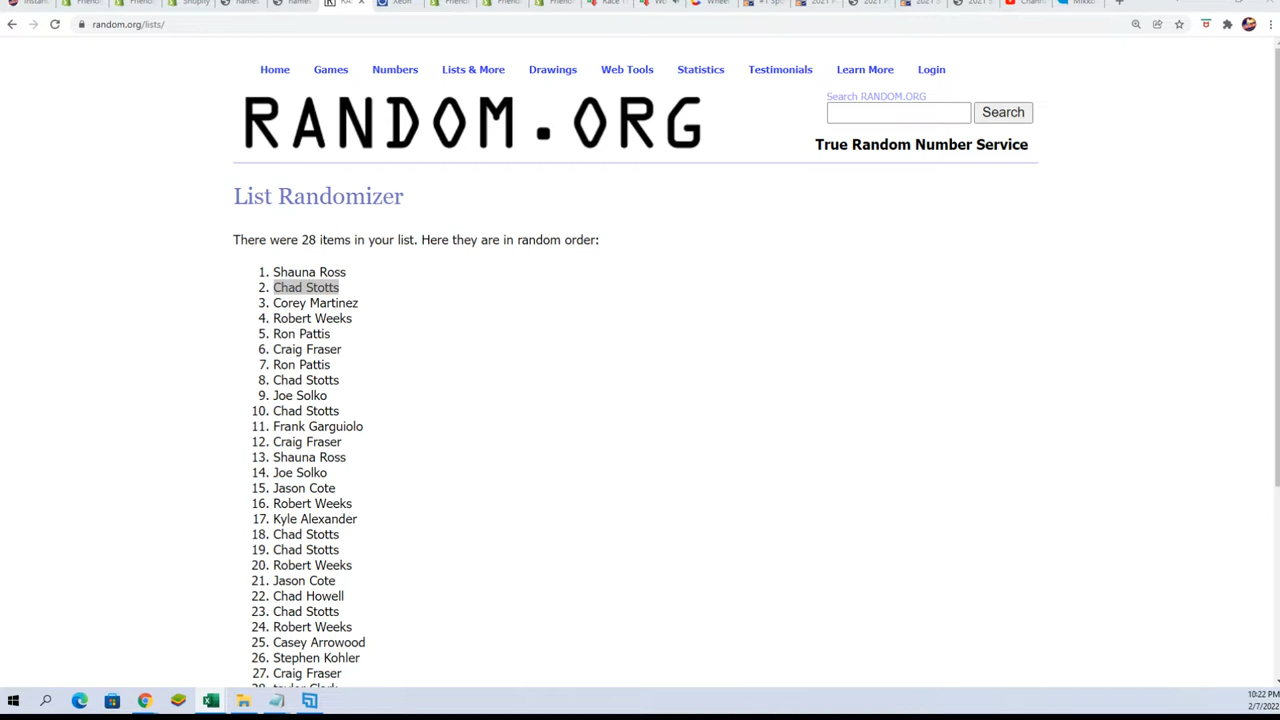 random.org/lists/
Home Games Numbers Lists & More Drawings Web Tools Statistics Testimonials Learn More Login
RANDOM.ORG
Search RANDOM.ORG
Search
True Random Number Service
List Randomizer
There were 28 items in your list. Here they are in random order:
1. Shauna Ross
2. Chad Stotts
3. Corey Martinez
4. Robert Weeks
5. Ron Pattis
6. Craig Fraser
7. Ron Pattis
8. Chad Stotts
9. Joe Solko
10. Chad Stotts
11. Frank Garguiolo
12. Craig Fraser
13. Shauna Ross
14. Joe Solko
15. Jason Cote
16. Robert Weeks
17. Kyle Alexander
18. Chad Stotts
19. Chad Stotts
20. Robert Weeks
21. Jason Cote
22. Chad Howell
23. Chad Stotts
24. Robert Weeks
25. Casey Arrowood
26. Stephen Kohler
27. Craig Fraser
10:22 PM
2/7/2022